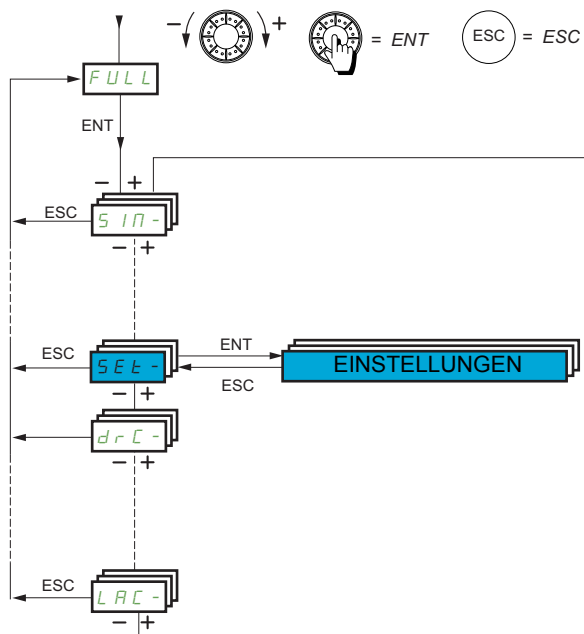 − + = ENT ESC = ESC
FULL
ENT
− +
ESC SIM-
− +
ESC SEt- ENT EINSTELLUNGEN
ESC
− +
drC-
− +
ESC LAC-
− +